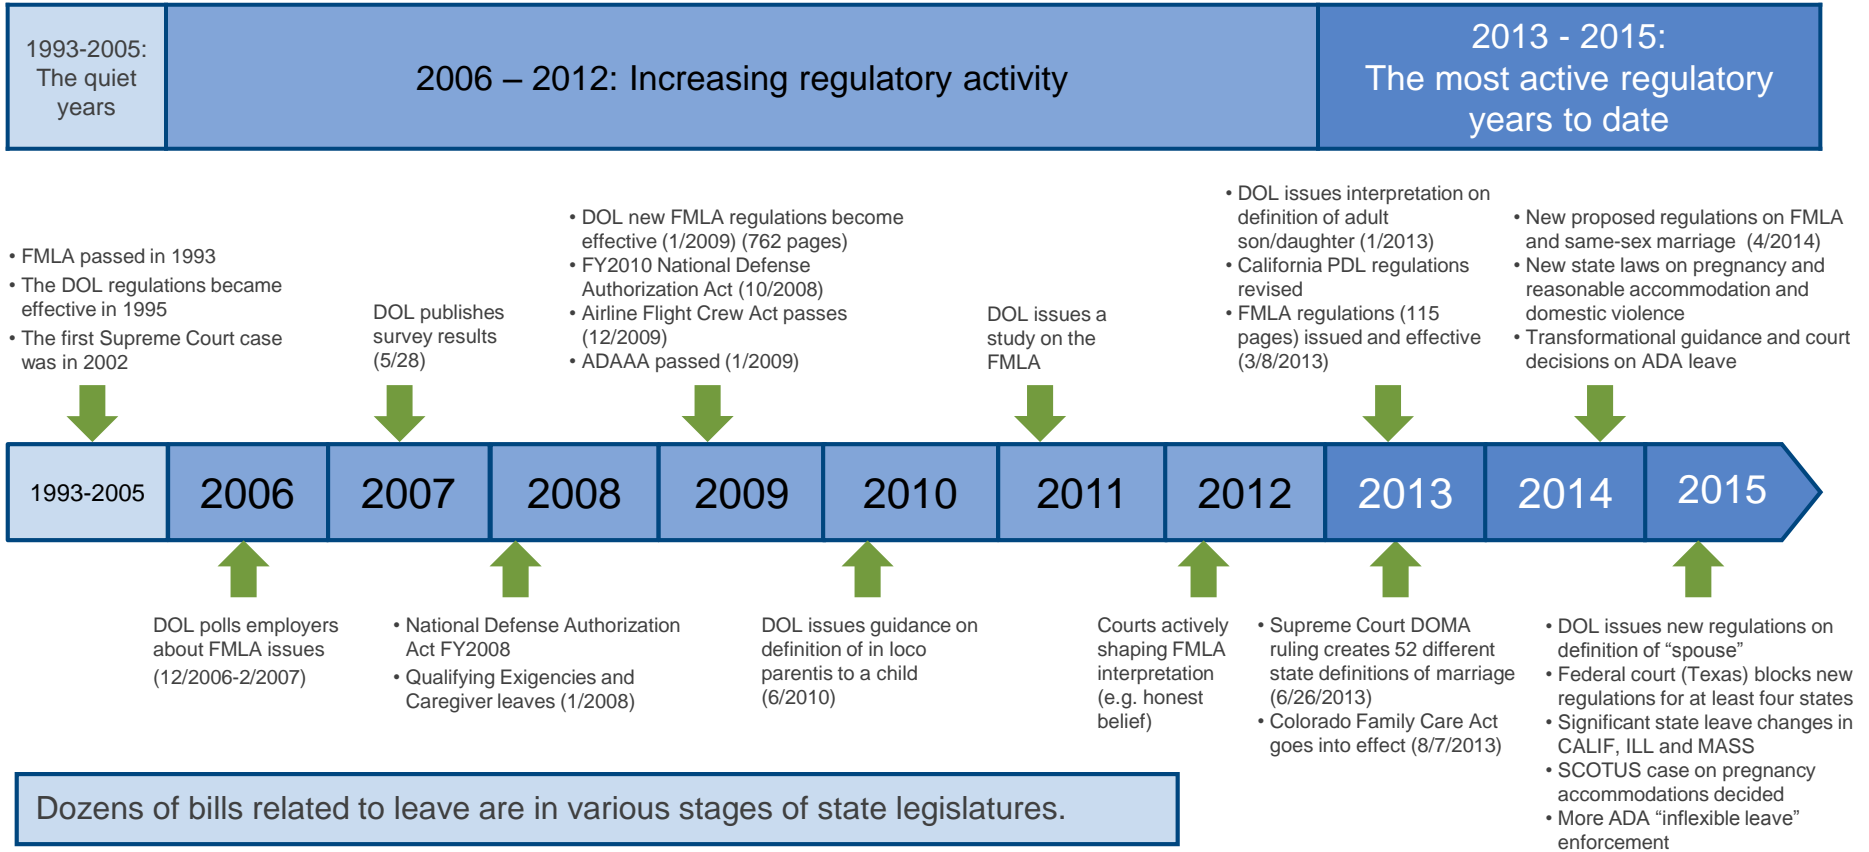 1993-2005:
The quiet
years
2006 – 2012: Increasing regulatory activity
2013 - 2015:
The most active regulatory
years to date
• FMLA passed in 1993
• The DOL regulations became
effective in 1995
• The first Supreme Court case
was in 2002
DOL publishes
survey results
(5/28)
• DOL new FMLA regulations become
effective (1/2009) (762 pages)
• FY2010 National Defense
Authorization Act (10/2008)
• Airline Flight Crew Act passes
(12/2009)
• ADAAA passed (1/2009)
DOL issues a
study on the
FMLA
• DOL issues interpretation on
definition of adult
son/daughter (1/2013)
• California PDL regulations
revised
• FMLA regulations (115
pages) issued and effective
(3/8/2013)
• New proposed regulations on FMLA
and same-sex marriage (4/2014)
• New state laws on pregnancy and
reasonable accommodation and
domestic violence
• Transformational guidance and court
decisions on ADA leave
1993-2005
2006
2007
2008
2009
2010
2011
2012
2013
2014
2015
DOL polls employers
about FMLA issues
(12/2006-2/2007)
• National Defense Authorization
Act FY2008
• Qualifying Exigencies and
Caregiver leaves (1/2008)
DOL issues guidance on
definition of in loco
parentis to a child
(6/2010)
Courts actively
shaping FMLA
interpretation
(e.g. honest
belief)
• Supreme Court DOMA
ruling creates 52 different
state definitions of marriage
(6/26/2013)
• Colorado Family Care Act
goes into effect (8/7/2013)
• DOL issues new regulations on
definition of “spouse”
• Federal court (Texas) blocks new
regulations for at least four states
• Significant state leave changes in
CALIF, ILL and MASS
• SCOTUS case on pregnancy
accommodations decided
• More ADA “inflexible leave”
enforcement
Dozens of bills related to leave are in various stages of state legislatures.